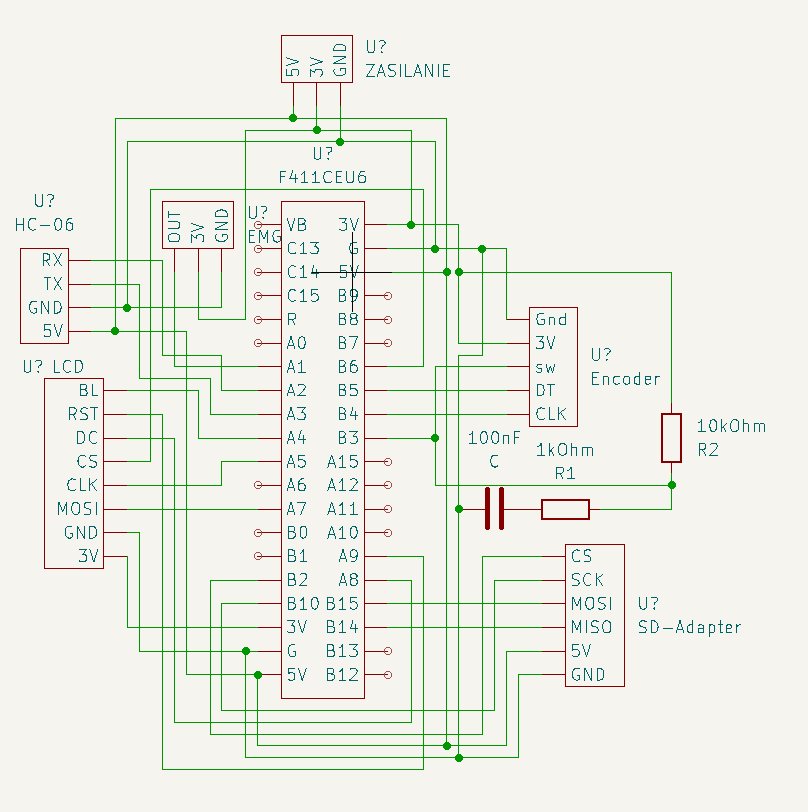 5V
3V
GND
U?
ZASILANIE
U?
F411CEU6
U?
HC-06
RX
TX
GND
5V
OUT
3V
GND
U?
EMG
U? LCD
BL
RST
DC
CS
CLK
MOSI
GND
3V
VB
C13
C14
C15
R
A0
A1
A2
A3
A4
A5
A6
A7
B0
B1
B2
B10
3V
G
5V
3V
G
5V
B9
B8
B7
B6
B5
B4
B3
A15
A12
A11
A10
A9
A8
B15
B14
B13
B12
Gnd
3V
sw
DT
CLK
U?
Encoder
100nF
C
1kOhm
R1
10kOhm
R2
CS
SCK
MOSI
MISO
5V
GND
U?
SD-Adapter